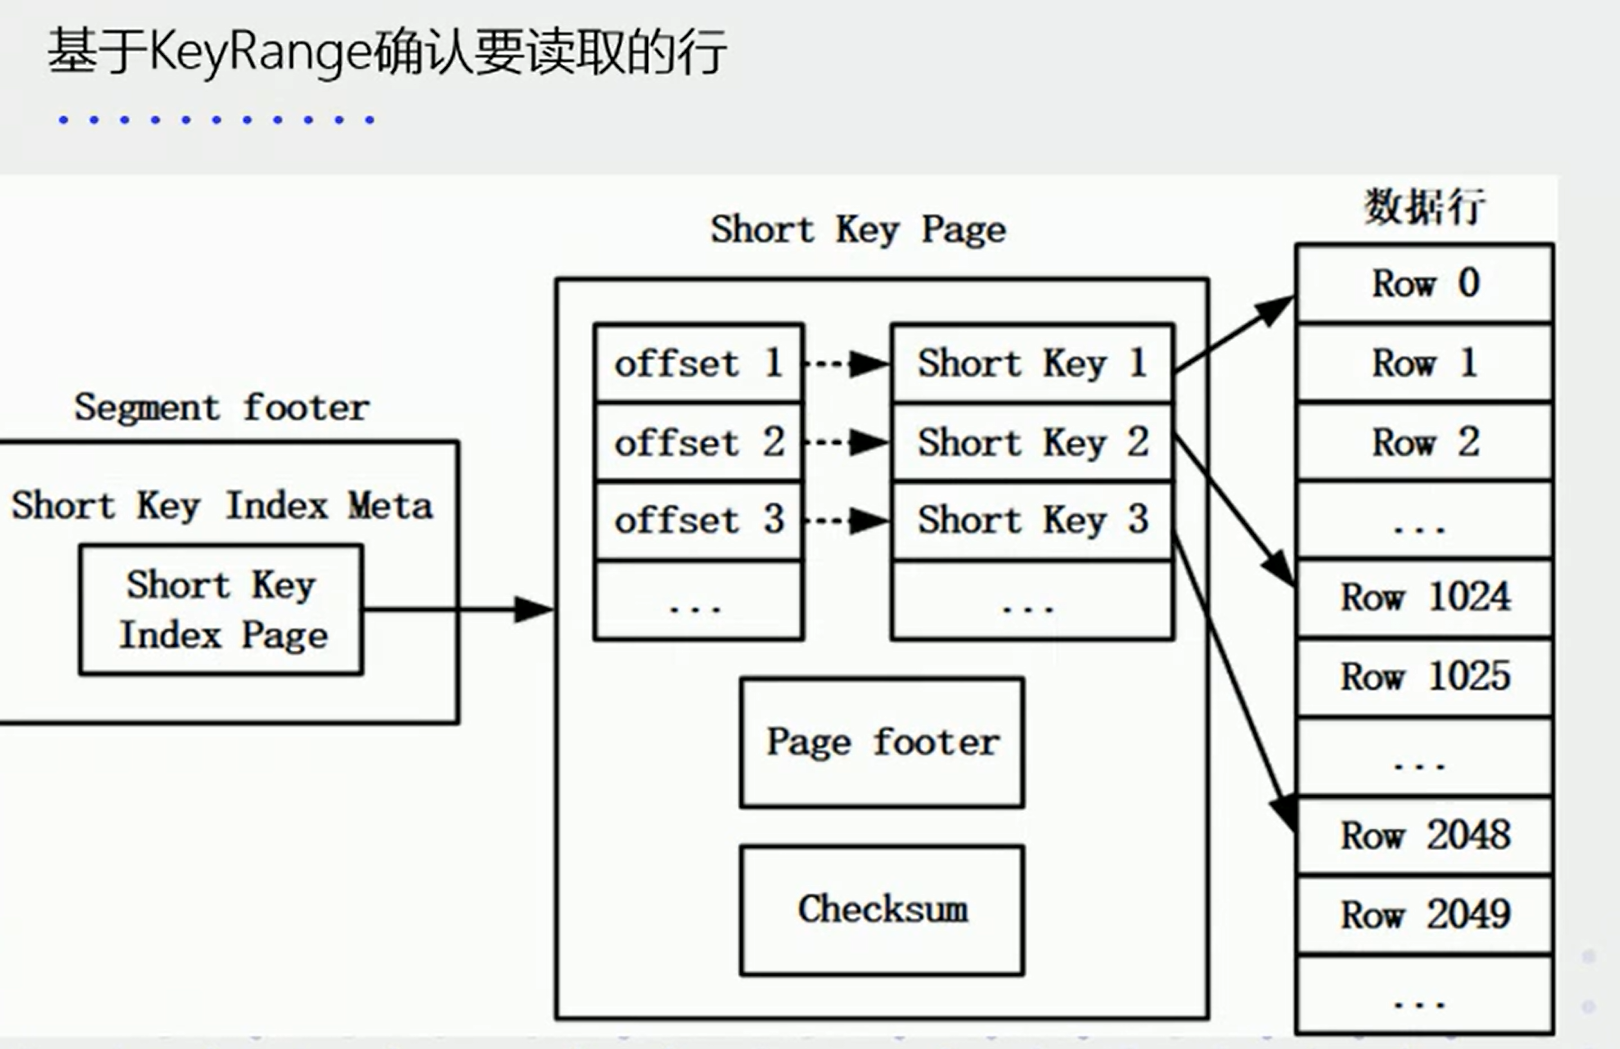 基于KeyRange确认要读取的行
数据行
Short Key Page
Row 0
offset 1
Short Key 1
Row 1
Segment footer
offset 2
Short Key 2
Row 2
Short Key Index Meta
offset 3
Short Key 3
...
Short Key
Index Page
...
...
Row 1024
Row 1025
Page footer
...
Row 2048
Checksum
Row 2049
...